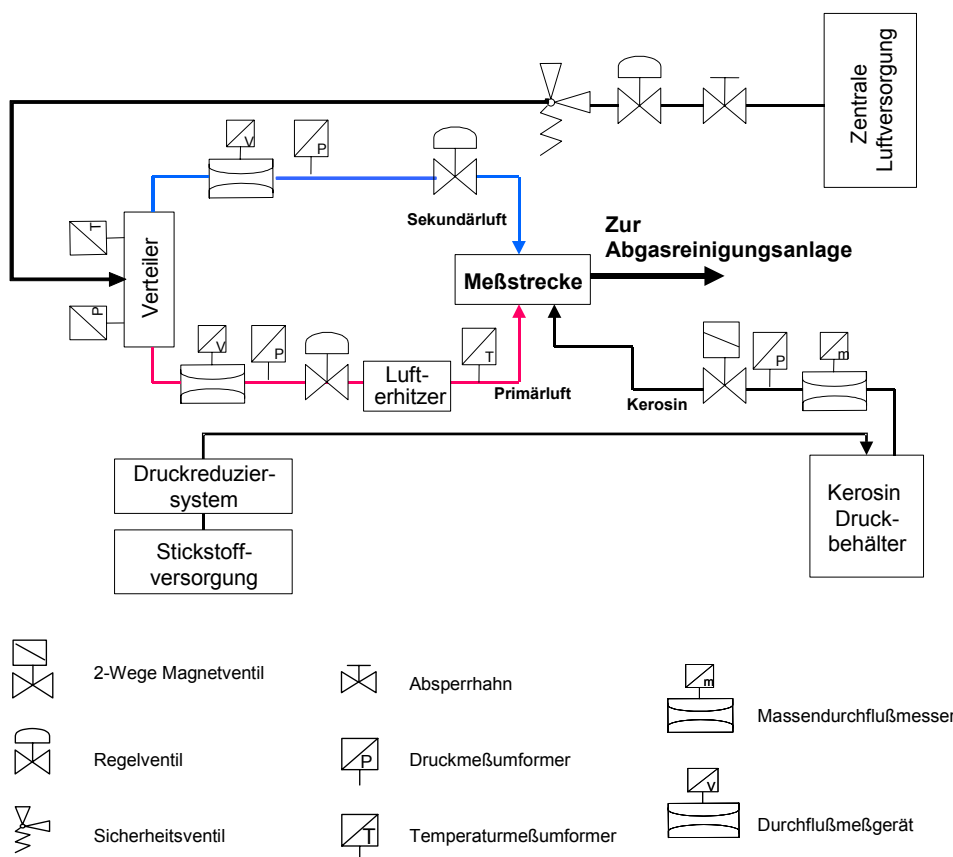 Zentrale
Luftversorgung
V
P
Sekundärluft
Zur
Abgasreinigungsanlage
T
Verteiler
P
Meßstrecke
V
P
Luft-
erhitzer
T
Primärluft
Kerosin
P
m
Druckreduzier-
system
Stickstoff-
versorgung
Kerosin
Druck-
behälter
2-Wege Magnetventil
Absperrhahn
m
Massendurchflußmesser
Regelventil
P
Druckmeßumformer
V
Durchflußmeßgerät
Sicherheitsventil
T
Temperaturmeßumformer